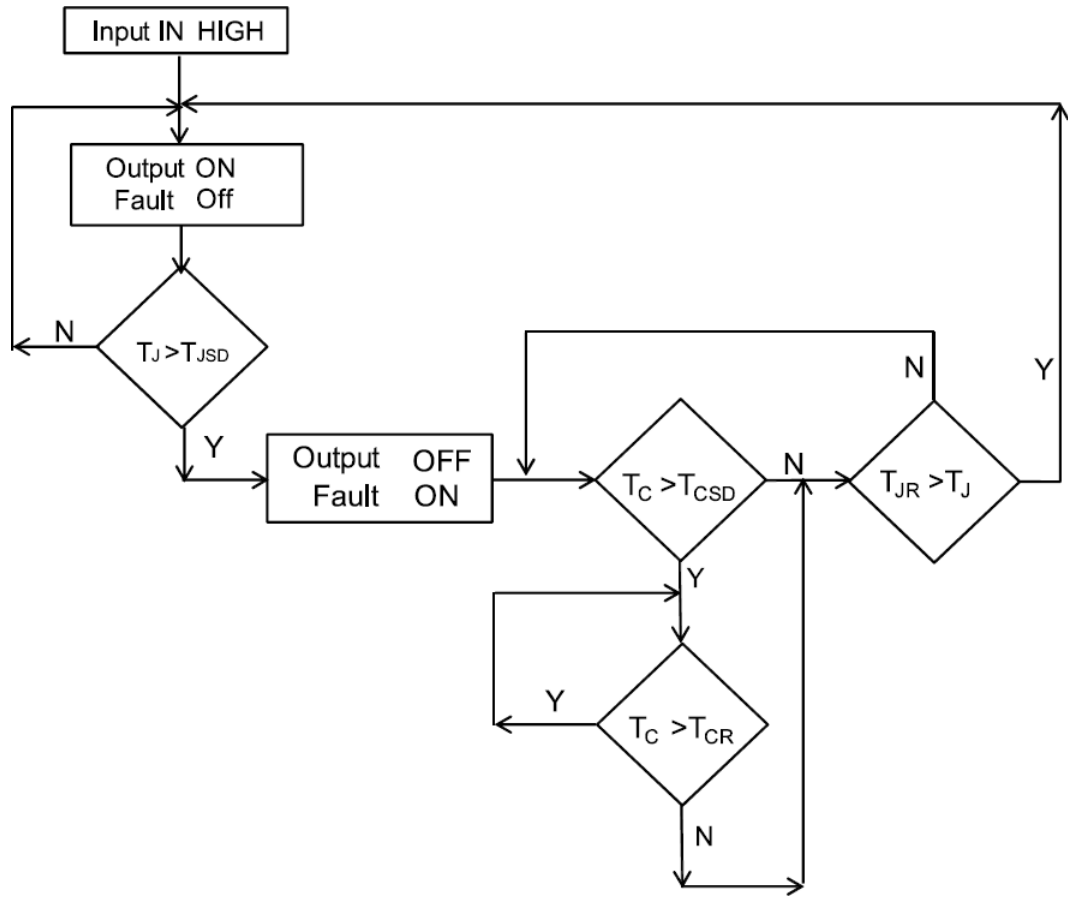 Input IN HIGH
Output ON
Fault Off
N
TJ >TJSD
Y
Output OFF
Fault ON
TC >TCSD
N
TJR >TJ
N
Y
Y
TC >TCR
Y
N